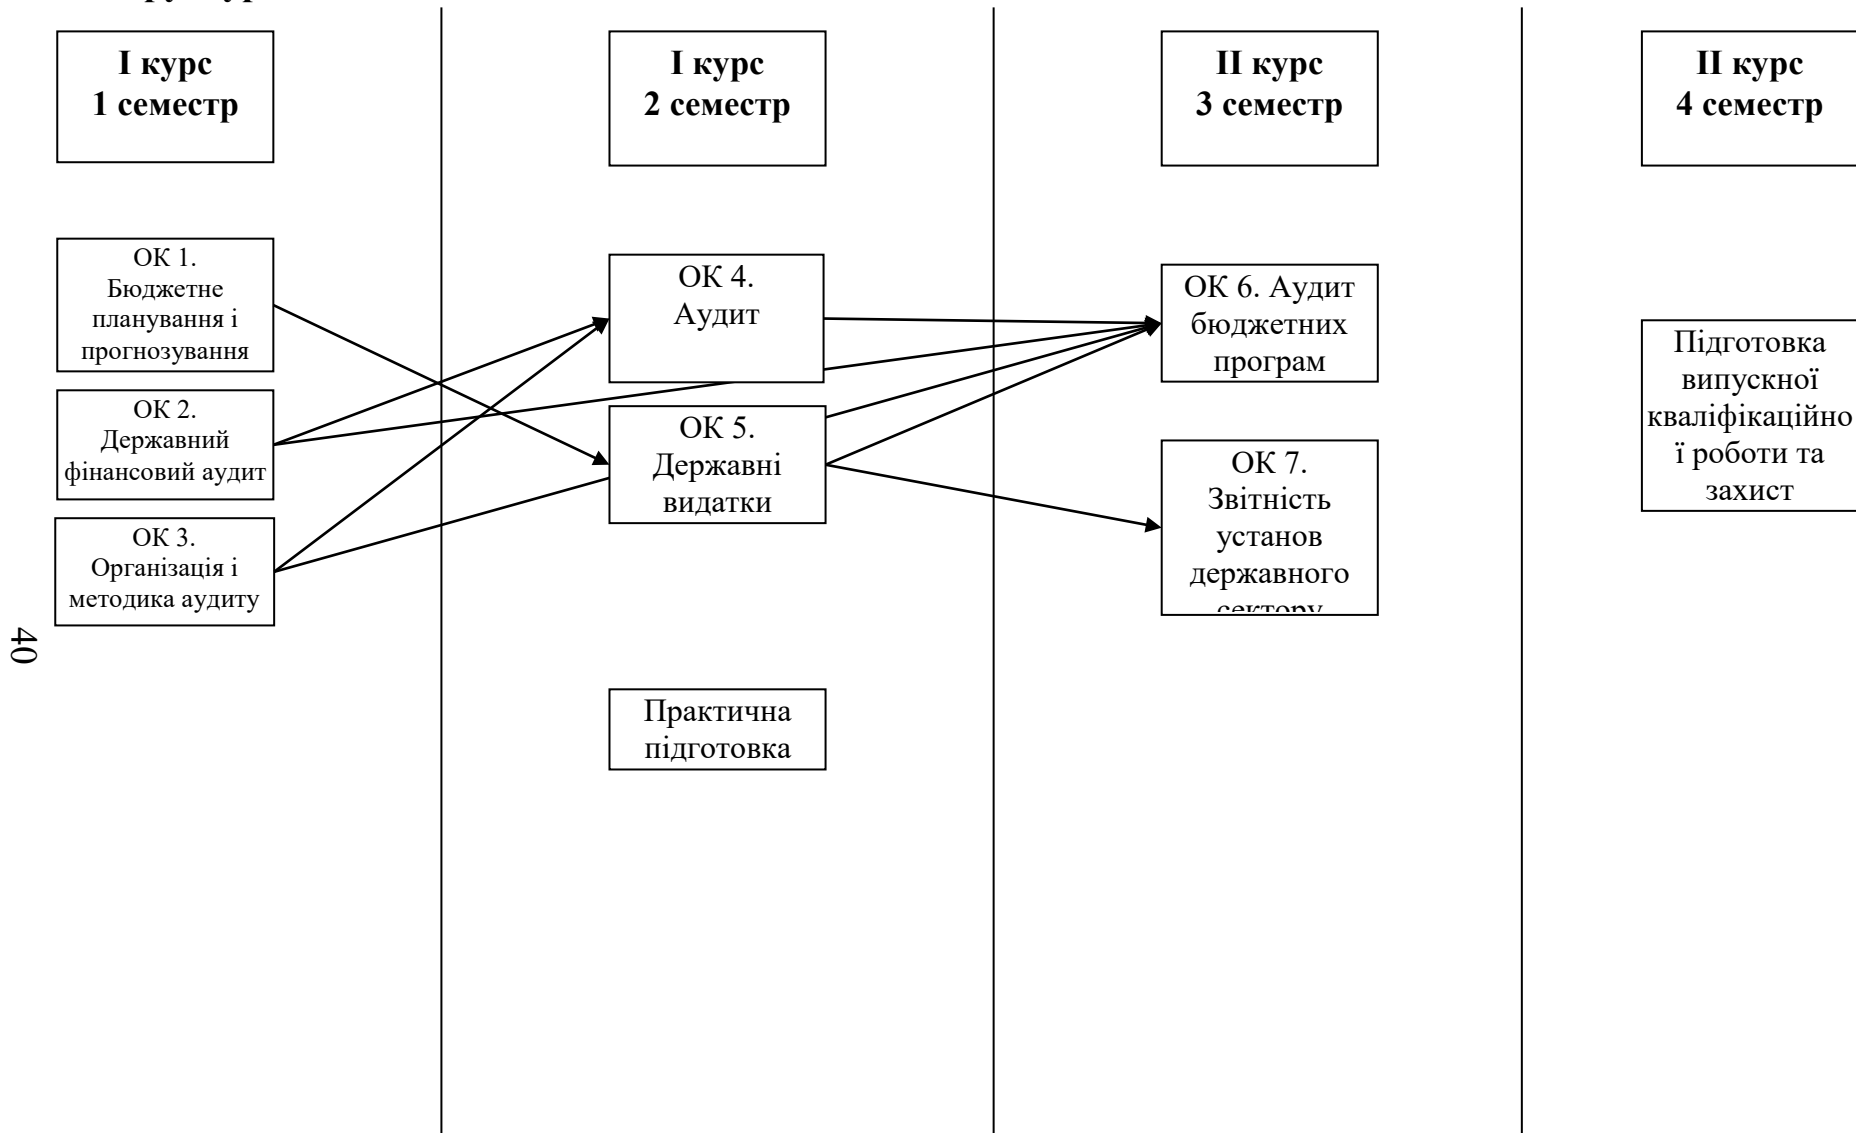 І курс
1 семестр
І курс
2 семестр
ІІ курс
3 семестр
ІІ курс
4 семестр
ОК 1.
Бюджетне
планування і
прогнозування
ОК 2.
Державний
фінансовий аудит
ОК 3.
Організація і
методика аудиту
ОК 4.
Аудит
ОК 5.
Державні
видатки
Практична
підготовка
ОК 6. Аудит
бюджетних
програм
ОК 7.
Звітність
установ
державного
сектору
Підготовка
випускної
кваліфікаційно
ї роботи та
захист
40